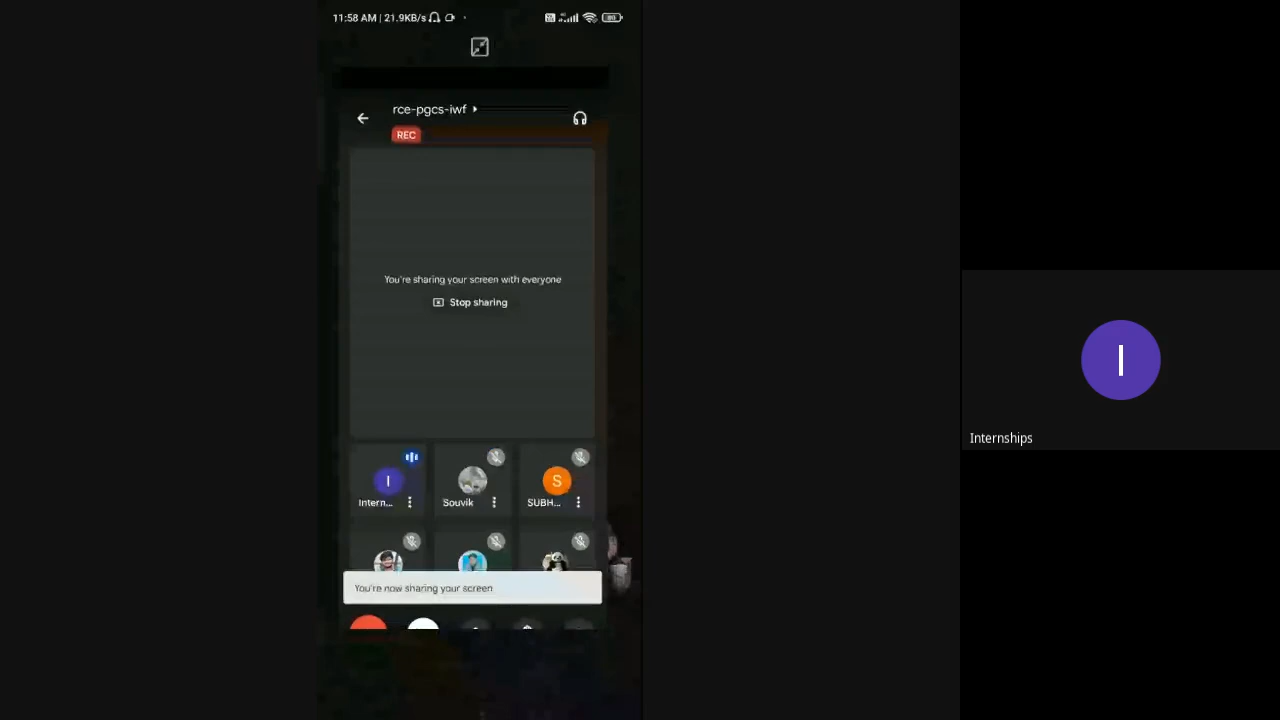 11:58 AM | 21.9KB/s
rce-pgcs-iwf
REC
You're sharing your screen with everyone
Stop sharing
I
S
Intern...
Souvik
SUBH...
You're now sharing your screen
I
Internships